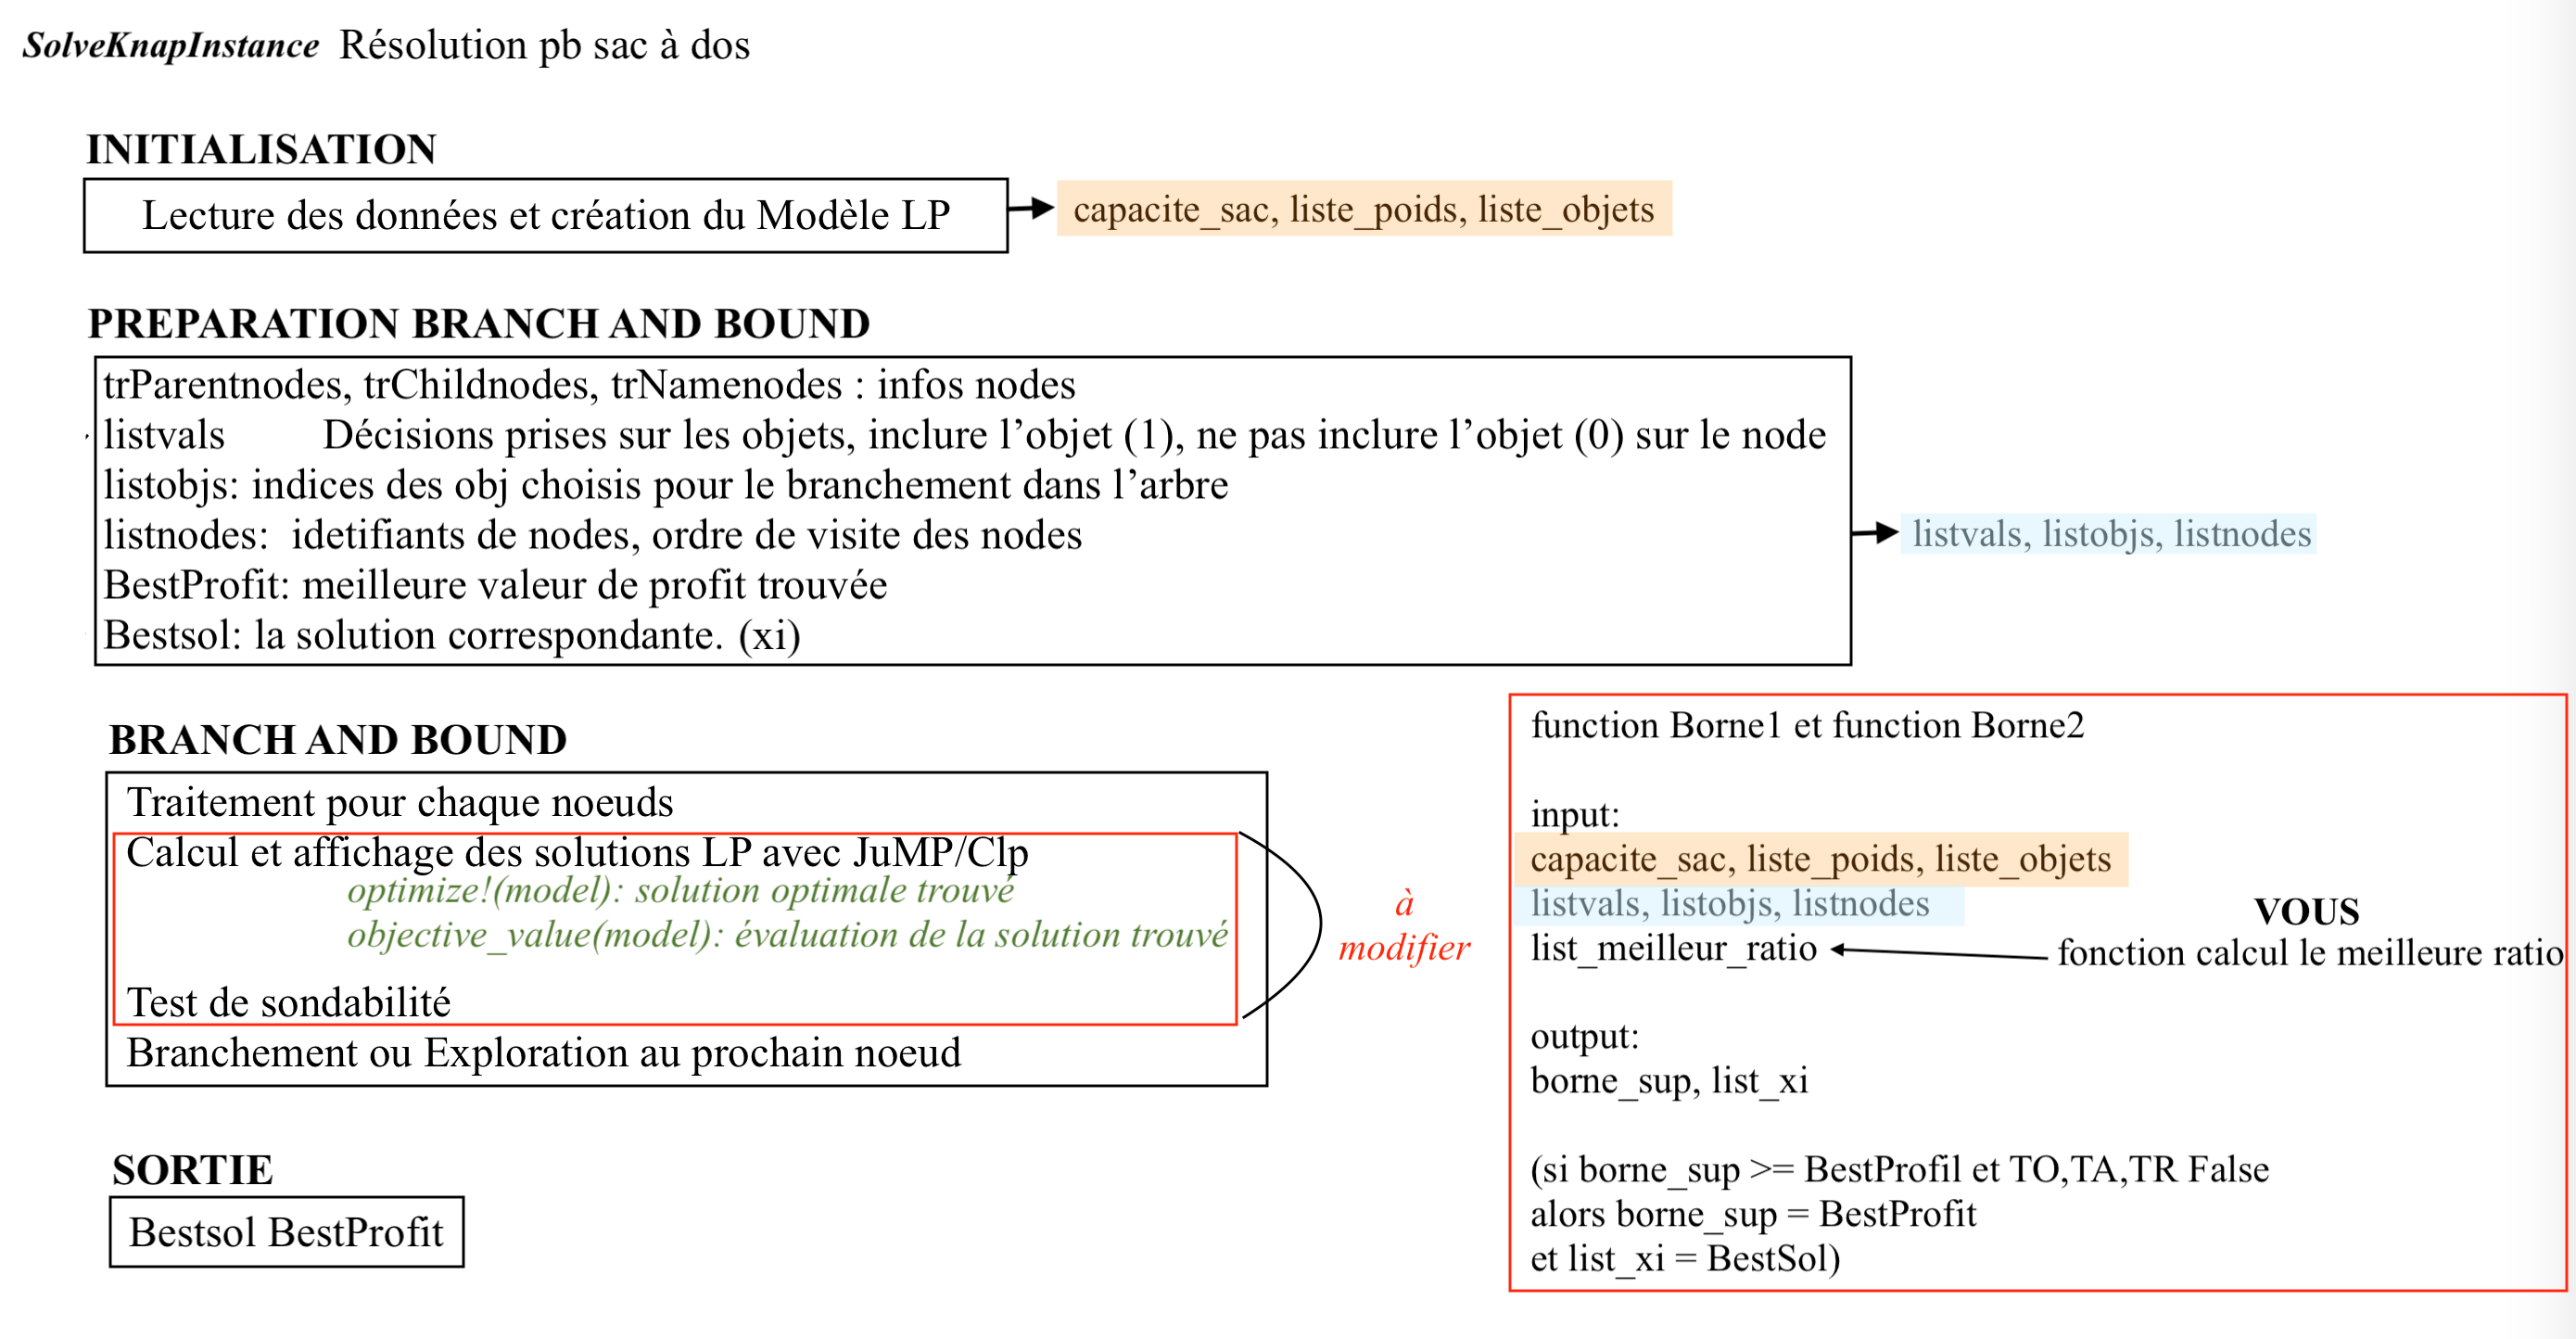 SolveKnapInstance Résolution pb sac à dos
INITIALISATION
Lecture des données et création du Modèle LP
capacite_sac, liste_poids, liste_objets
PREPARATION BRANCH AND BOUND
trParentnodes, trChildnodes, trNamenodes : infos nodes
listvals Décisions prises sur les objets, inclure l’objet (1), ne pas inclure l’objet (0) sur le node
listobjs: indices des obj choisis pour le branchement dans l’arbre
listnodes: idetifiants de nodes, ordre de visite des nodes
BestProfit: meilleure valeur de profit trouvée
Bestsol: la solution correspondante. (xi)
listvals, listobjs, listnodes
BRANCH AND BOUND
Traitement pour chaque noeuds
Calcul et affichage des solutions LP avec JuMP/Clp
optimize!(model): solution optimale trouvé
objective_value(model): évaluation de la solution trouvé
Test de sondabilité
Branchement ou Exploration au prochain noeud
à
modifier
function Borne1 et function Borne2
input:
capacite_sac, liste_poids, liste_objets
listvals, listobjs, listnodes
list_meilleur_ratio
VOUS
fonction calcul le meilleure ratio
output:
borne_sup, list_xi
(si borne_sup >= BestProfil et TO,TA,TR False
alors borne_sup = BestProfit
et list_xi = BestSol)
SORTIE
Bestsol BestProfit